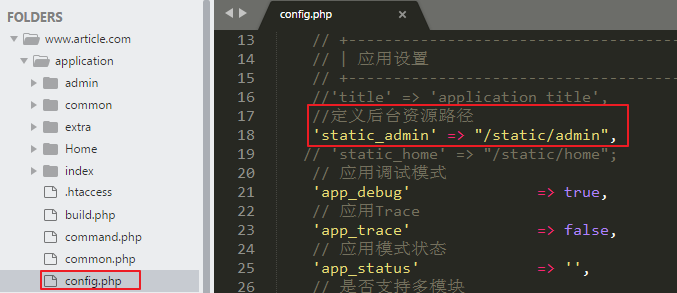 FOLDERS
www.article.com
application
admin
common
extra
Home
index
.htaccess
build.php
command.php
common.php
config.php
config.php ×
13 // +--------------------------------------
14 // | 应用设置
15 // +--------------------------------------
16 //'title' => 'application title',
17 //定义后台资源路径
18 'static_admin' => "/static/admin",
19 // 'static_home' => "/static/home";
20 // 应用调试模式
21 'app_debug' => true,
22 // 应用Trace
23 'app_trace' => false,
24 // 应用模式状态
25 'app_status' => '',
26 // 是否支持多模块